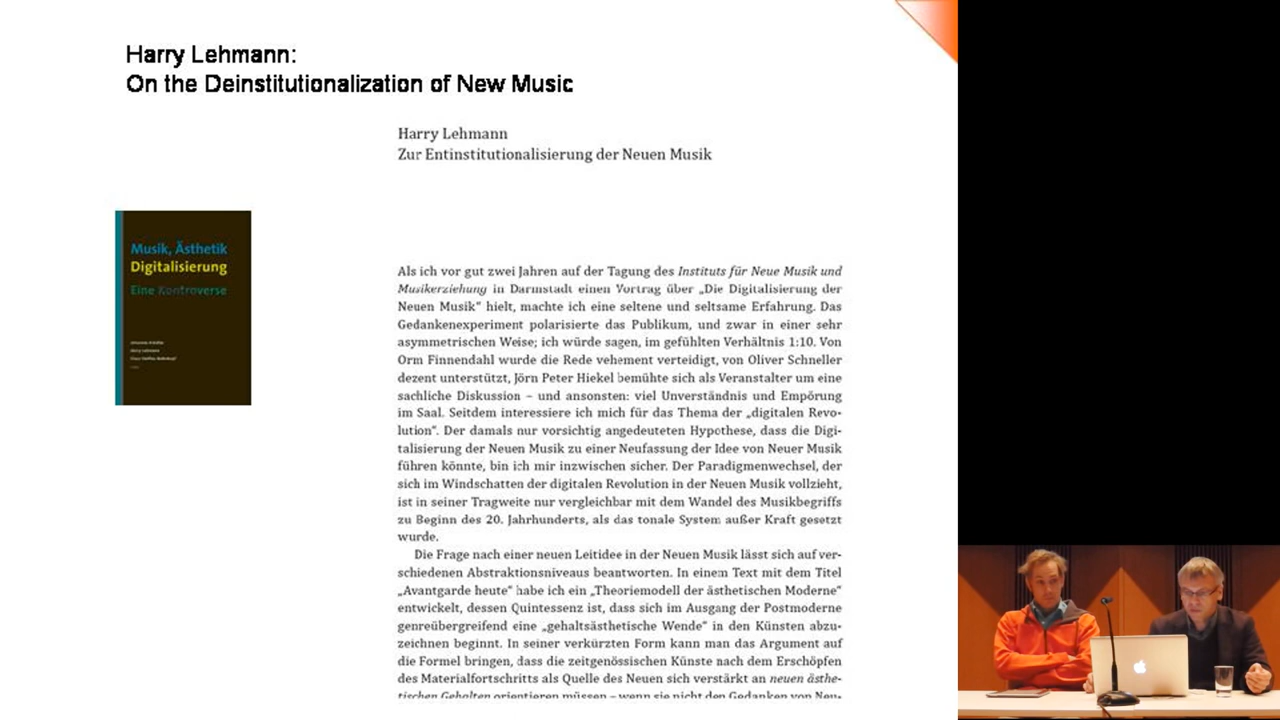 Harry Lehmann:
On the Deinstitutionalization of New Music
Harry Lehmann
Zur Entinstitutionalisierung der Neuen Musik
Musik, Ästhetik
Digitalisierung
Eine Kontroverse
Harry Lehmann
Als ich vor gut zwei Jahren auf der Tagung des Instituts für Neue Musik und
Musikerziehung in Darmstadt einen Vortrag über „Die Digitalisierung der
Neuen Musik“ hielt, machte ich eine seltene und seltsame Erfahrung. Das
Gedankenexperiment polarisierte das Publikum, und zwar in einer sehr
asymmetrischen Weise; ich würde sagen, im gefühlten Verhältnis 1:10. Von
Orm Finnendahl wurde die Rede vehement verteidigt, von Oliver Schneller
dezent unterstützt, Jörn Peter Hiekel bemühte sich als Veranstalter um eine
sachliche Diskussion – und ansonsten: viel Unverständnis und Empörung
im Saal. Seitdem interessiere ich mich für das Thema der „digitalen Revo-
lution“. Der damals nur vorsichtig angedeuteten Hypothese, dass die Digi-
talisierung der Neuen Musik zu einer Neufassung der Idee von Neuer Musik
führen könnte, bin ich mir inzwischen sicher. Der Paradigmenwechsel, der
sich im Windschatten der digitalen Revolution in der Neuen Musik vollzieht,
ist in seiner Tragweite nur vergleichbar mit dem Wandel des Musikbegriffs
zu Beginn des 20. Jahrhunderts, als das tonale System außer Kraft gesetzt
wurde.
Die Frage nach einer neuen Leitidee in der Neuen Musik lässt sich auf ver-
schiedenen Abstraktionsniveaus beantworten. In einem Text mit dem Titel
„Avantgarde heute“ habe ich ein „Theoriemodell der ästhetischen Moderne“
entwickelt, dessen Quintessenz ist, dass sich im Ausgang der Postmoderne
genreübergreifend eine „gehaltsästhetische Wende“ in den Künsten abzu-
zeichnen beginnt. In seiner verkürzten Form kann man das Argument auf
die Formel bringen, dass die zeitgenössischen Künste nach dem Erschöpfen
des Materialfortschritts als Quelle des Neuen sich verstärkt an neuen ästhe-
tischen Gehalten orientieren müssen – wenn sie nicht den Gedanken von Neu-